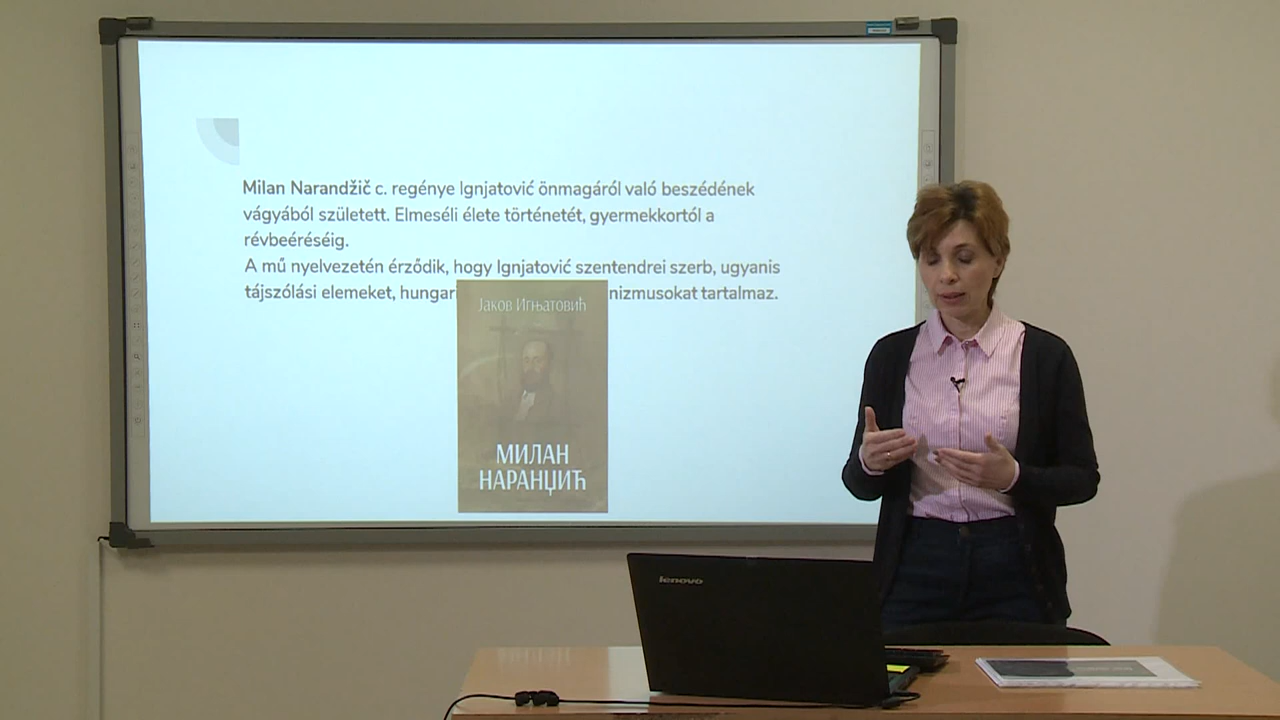 Milan Narandžič c. regénye Ignjatović önmagáról való beszédének
vágyából született. Elmeséli élete történetét, gyermekkortól a
révbeéréséig.
A mű nyelvezetén érződik, hogy Ignjatović szentendrei szerb, ugyanis
tájszólási elemeket, hungari nizmusokat tartalmaz.
Јаков Игњатовић
МИЛАН
НАРАНЏИЋ
lenovo